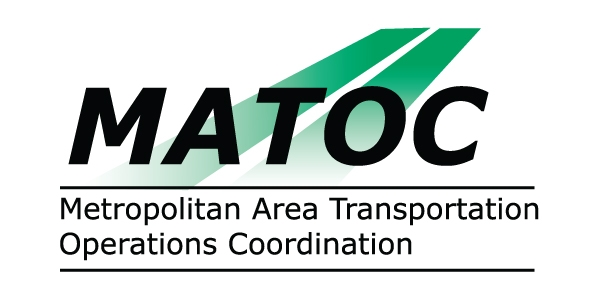 MATOC
Metropolitan Area Transportation
Operations Coordination